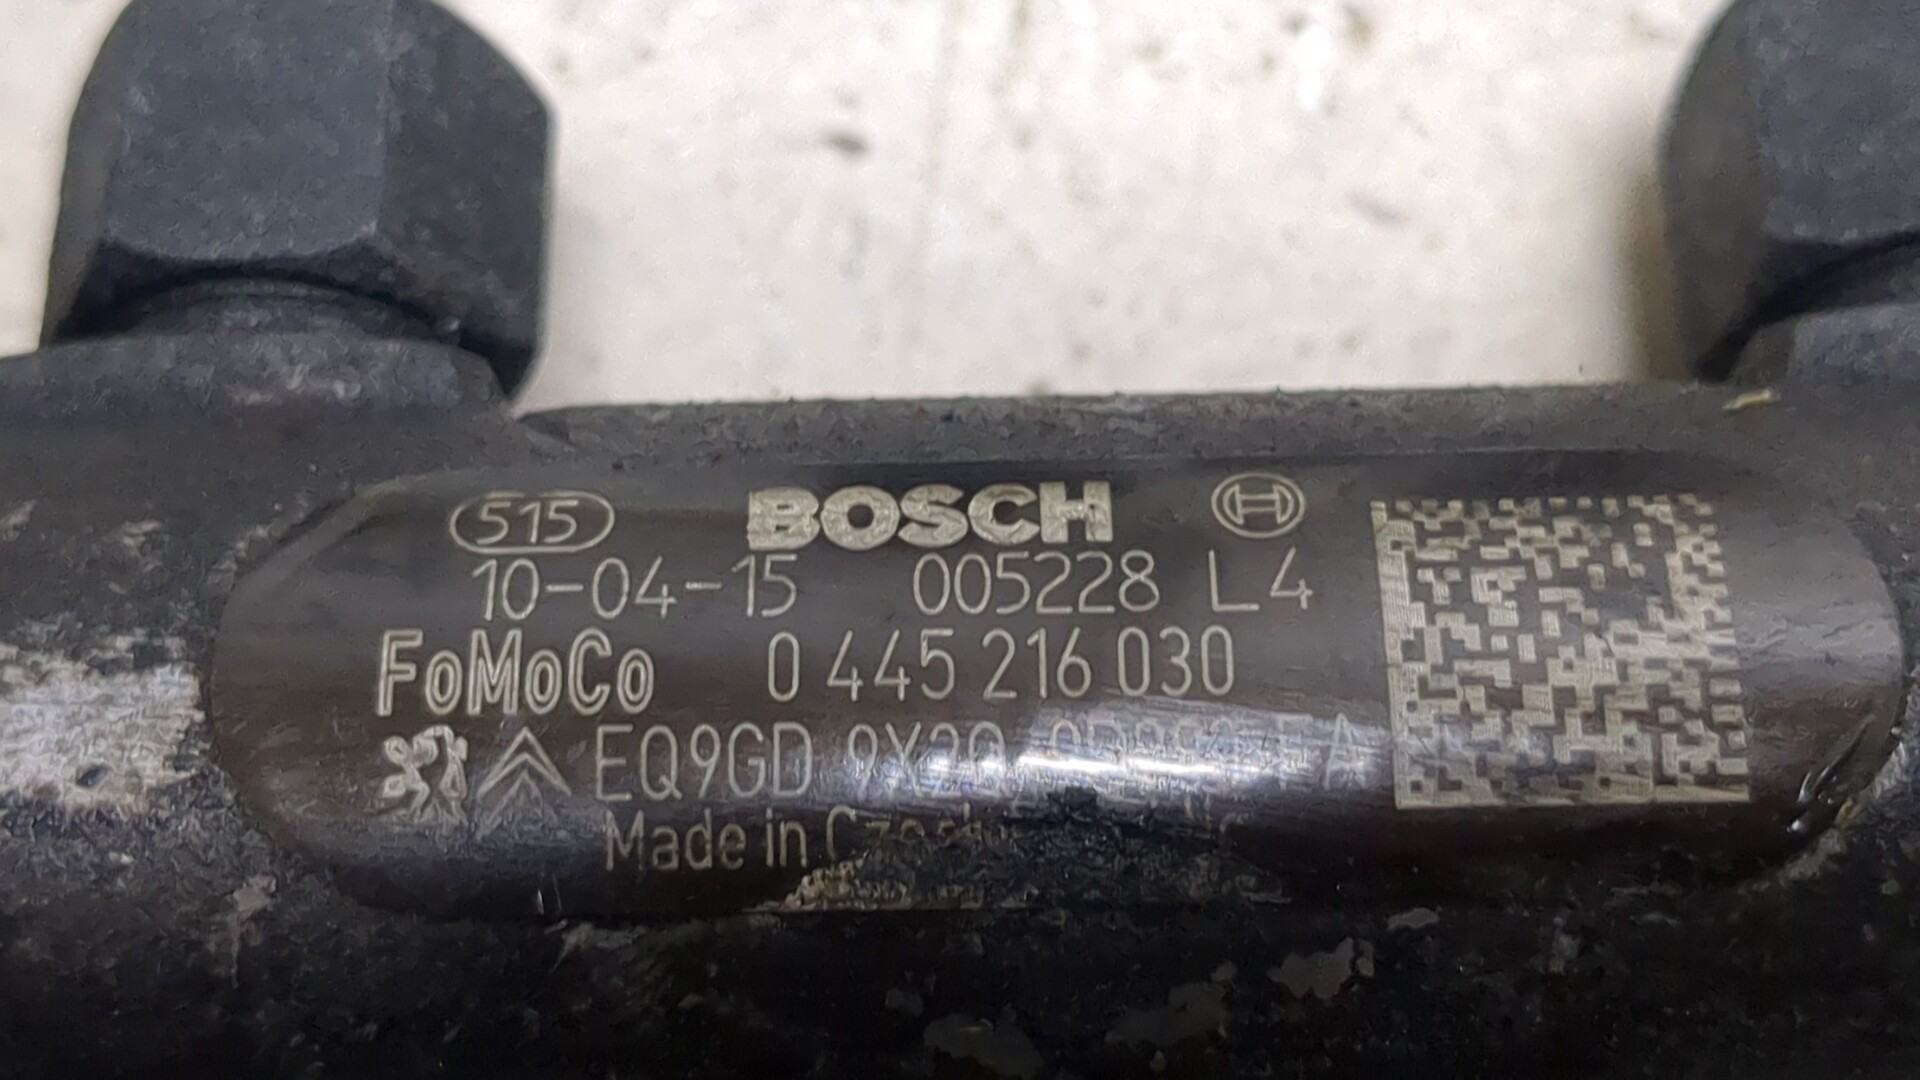 515 BOSCH
10-04-15 005228 L4
FoMoCo 0 445 216 030
EQ9GD
Made in